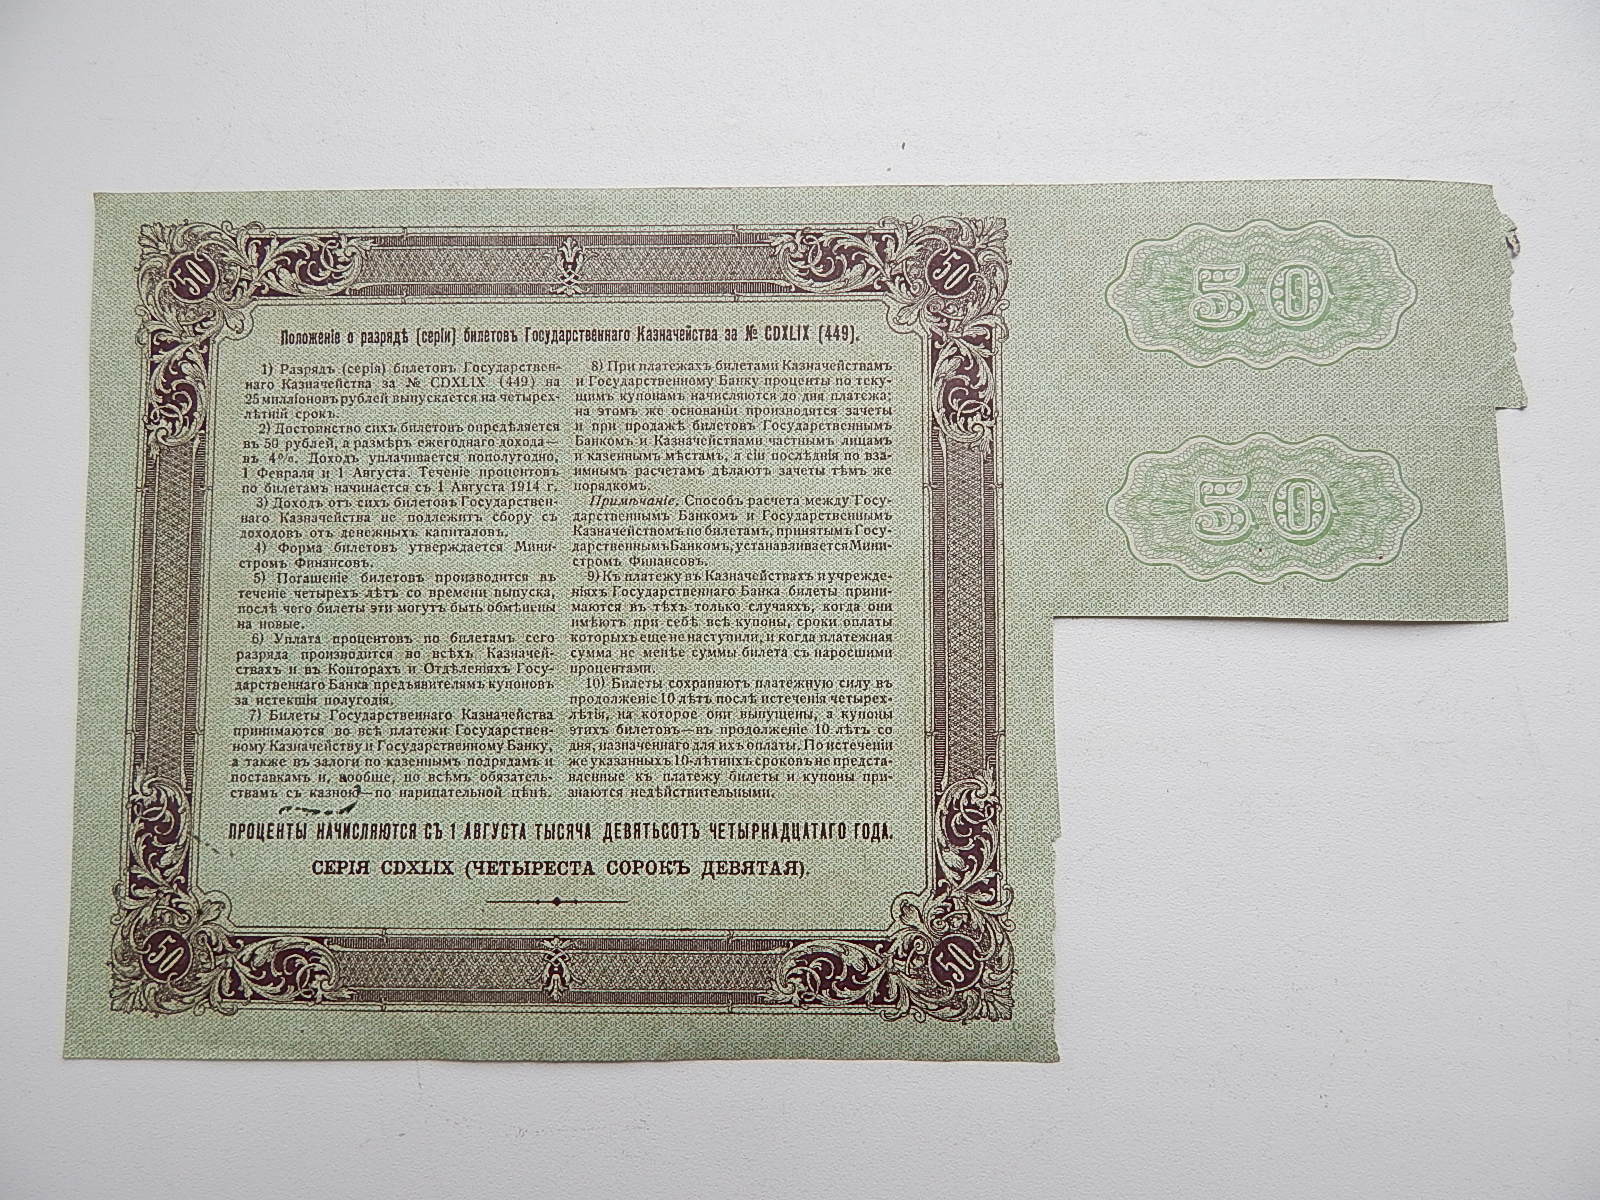 50
50
Положеніе о разрядѣ (серіи) билетовъ Государственнаго Казначейства за № CDXLIX (449).
1) Разрядъ (серія) билетовъ Государствен-
наго Казначейства за № CDXLIX (449) на
25 милліоновъ рублей выпускается на четырех-
лѣтній срокъ.
2) Достоинство сихъ билетовъ опредѣляется
въ 50 рублей, а размѣръ ежегоднаго дохода—
въ 4%. Доходъ уплачивается пополугодно,
1 Февраля и 1 Августа. Теченіе процентовъ
по билетамъ начинается съ 1 Августа 1914 г.
3) Доходъ отъ сихъ билетовъ Государствен-
наго Казначейства не подлежитъ сбору съ
доходовъ отъ денежныхъ капиталовъ.
4) Форма билетовъ утверждается Мини-
стромъ Финансовъ.
5) Погашеніе билетовъ производится въ
теченіе четырехъ лѣтъ со времени выпуска,
послѣ чего билеты эти могутъ быть обмѣнены
на новые.
6) Уплата процентовъ по билетамъ сего
разряда производится во всѣхъ Казначей-
ствахъ и въ Конторахъ и Отдѣленіяхъ Госу-
дарственнаго Банка предъявителямъ купоновъ
за истекшія полугодія.
7) Билеты Государственнаго Казначейства
принимаются во всѣ платежи Государствен-
ному Казначейству и Государственному Банку,
а также въ залоги по казеннымъ подрядамъ и
поставкамъ и, вообще, по всѣмъ обязатель-
ствамъ съ казною—по нарицательной цѣнѣ.
8) При платежахъ билетами Казначействамъ
и Государственному Банку проценты по теку-
щимъ купонамъ начисляются до дня платежа;
на этомъ же основаніи производятся зачеты
и при продажѣ билетовъ Государственнымъ
Банкомъ и Казначействами частнымъ лицамъ
и казеннымъ мѣстамъ, а сіи послѣднія по вза-
имнымъ расчетамъ дѣлаютъ зачеты тѣмъ же
порядкомъ.
Примѣчаніе. Способъ расчета между Госу-
дарственнымъ Банкомъ и Государственнымъ
Казначействомъ по билетамъ, принятымъ Госу-
дарственнымъ Банкомъ, устанавливается Мини-
стромъ Финансовъ.
9) Къ платежу въ Казначействахъ и учрежде-
ніяхъ Государственнаго Банка билеты прини-
маются въ тѣхъ только случаяхъ, когда они
имѣютъ при себѣ всѣ купоны, сроки оплаты
которыхъ еще не наступили, и когда платежная
сумма не менѣе суммы билета съ наросшими
процентами.
10) Билеты сохраняютъ платежную силу въ
продолженіе 10 лѣтъ послѣ истеченія четырех-
лѣтія, на которое они выпущены, а купоны
этихъ билетовъ—въ продолженіе 10 лѣтъ со
дня, назначеннаго для ихъ оплаты. По истеченіи
же указанныхъ 10-лѣтнихъ сроковъ не предста-
вленные къ платежу билеты и купоны при-
знаются недѣйствительными.
ПРОЦЕНТЫ НАЧИСЛЯЮТСЯ СЪ 1 АВГУСТА ТЫСЯЧА ДЕВЯТЬСОТЪ ЧЕТЫРНАДЦАТАГО ГОДА.
СЕРІЯ CDXLIX (ЧЕТЫРЕСТА СОРОКЪ ДЕВЯТАЯ).
50
50
50
50